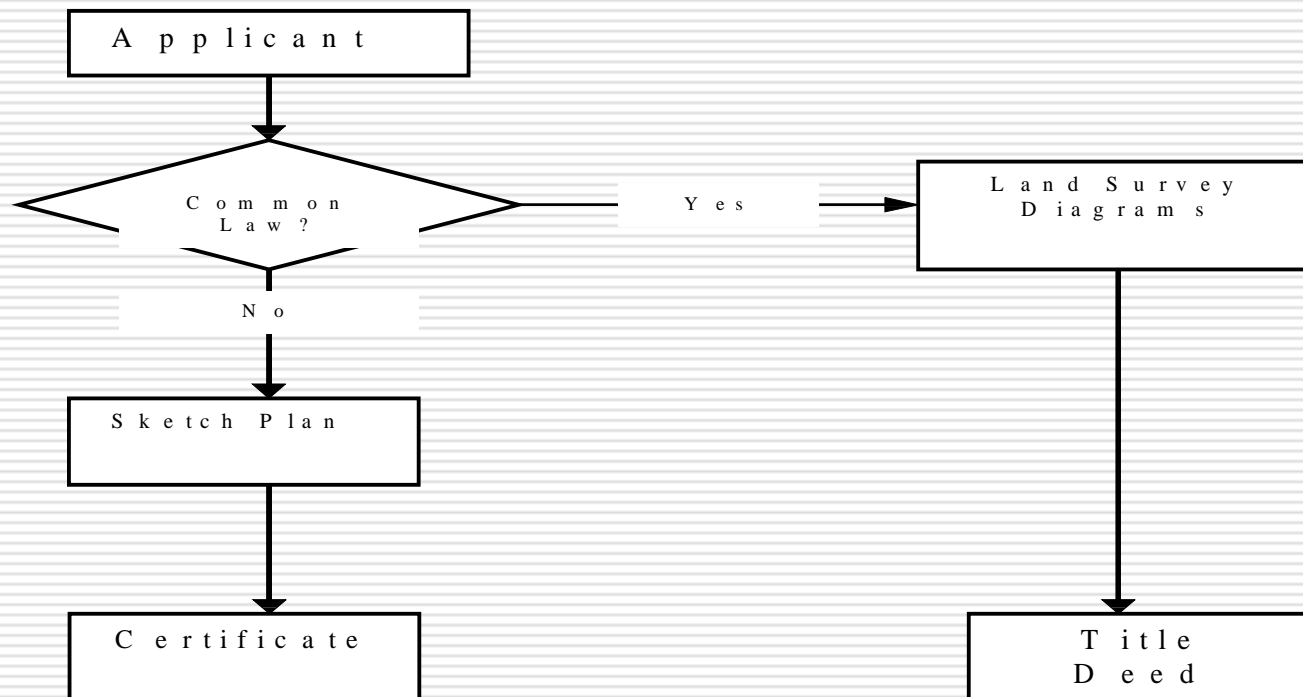 Applicant
Common
Law?
Yes
Land Survey
Diagrams
No
Sketch Plan
Certificate
Title
Deed